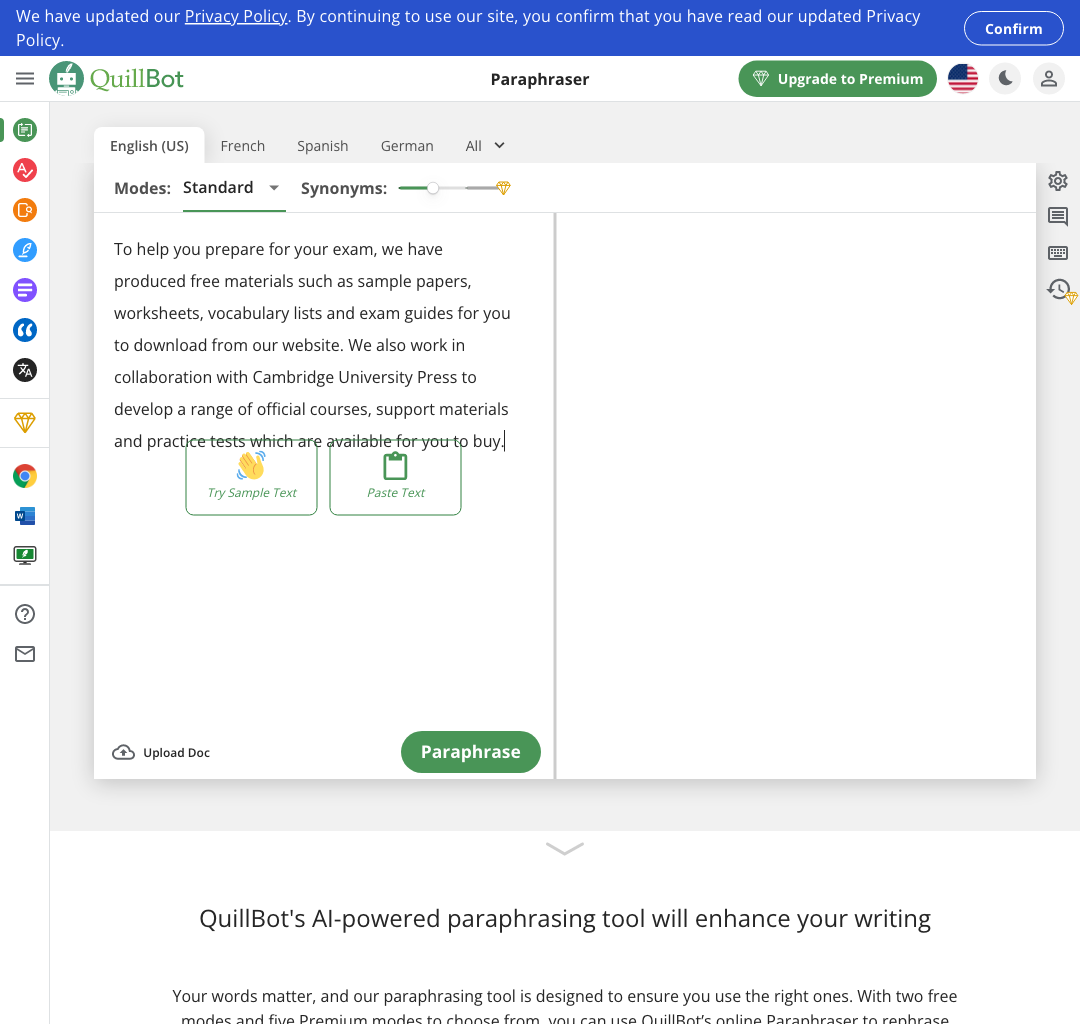 We have updated our Privacy Policy. By continuing to use our site, you confirm that you have read our updated Privacy
Policy.
Confirm
QuillBot
Paraphraser
Upgrade to Premium
English (US)
French
Spanish
German
All
Modes:
Standard
Synonyms:
To help you prepare for your exam, we have
produced free materials such as sample papers,
worksheets, vocabulary lists and exam guides for you
to download from our website. We also work in
collaboration with Cambridge University Press to
develop a range of official courses, support materials
and practice tests which are available for you to buy.
Try Sample Text
Paste Text
Upload Doc
Paraphrase
QuillBot's AI-powered paraphrasing tool will enhance your writing
Your words matter, and our paraphrasing tool is designed to ensure you use the right ones. With two free
modes and five Premium modes to choose from, you can use QuillBot’s online Paraphraser to rephrase